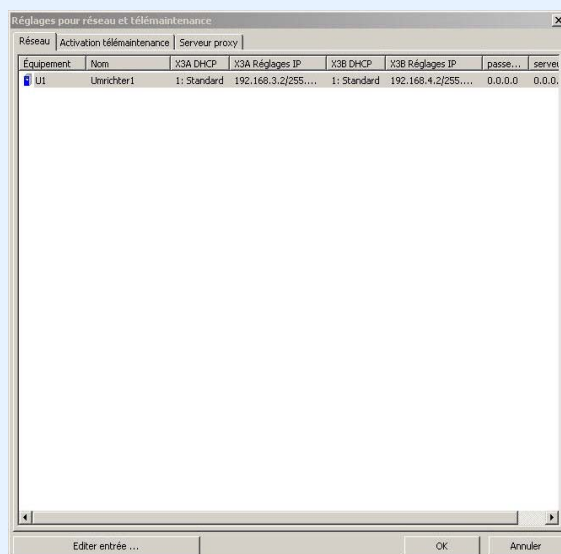 Réglages pour réseau et télémaintenance
Réseau Activation télémaintenance Serveur proxy
Équipement Nom X3A DHCP X3A Réglages IP X3B DHCP X3B Réglages IP passe... serveu
U1 Umrichter1 1: Standard 192.168.3.2/255.... 1: Standard 192.168.4.2/255.... 0.0.0.0 0.0.0.
Editer entrée ... OK Annuler